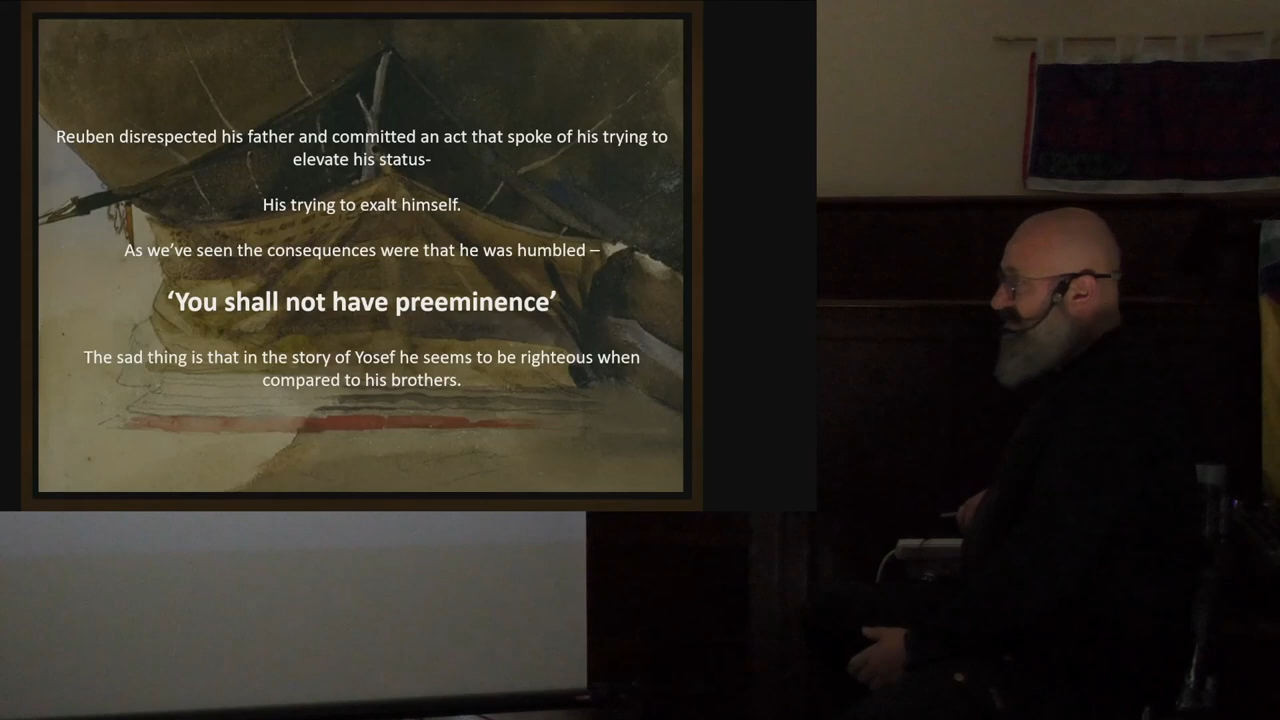 Reuben disrespected his father and committed an act that spoke of his trying to
elevate his status-
His trying to exalt himself.
As we’ve seen the consequences were that he was humbled –
‘You shall not have preeminence’
The sad thing is that in the story of Yosef he seems to be righteous when
compared to his brothers.